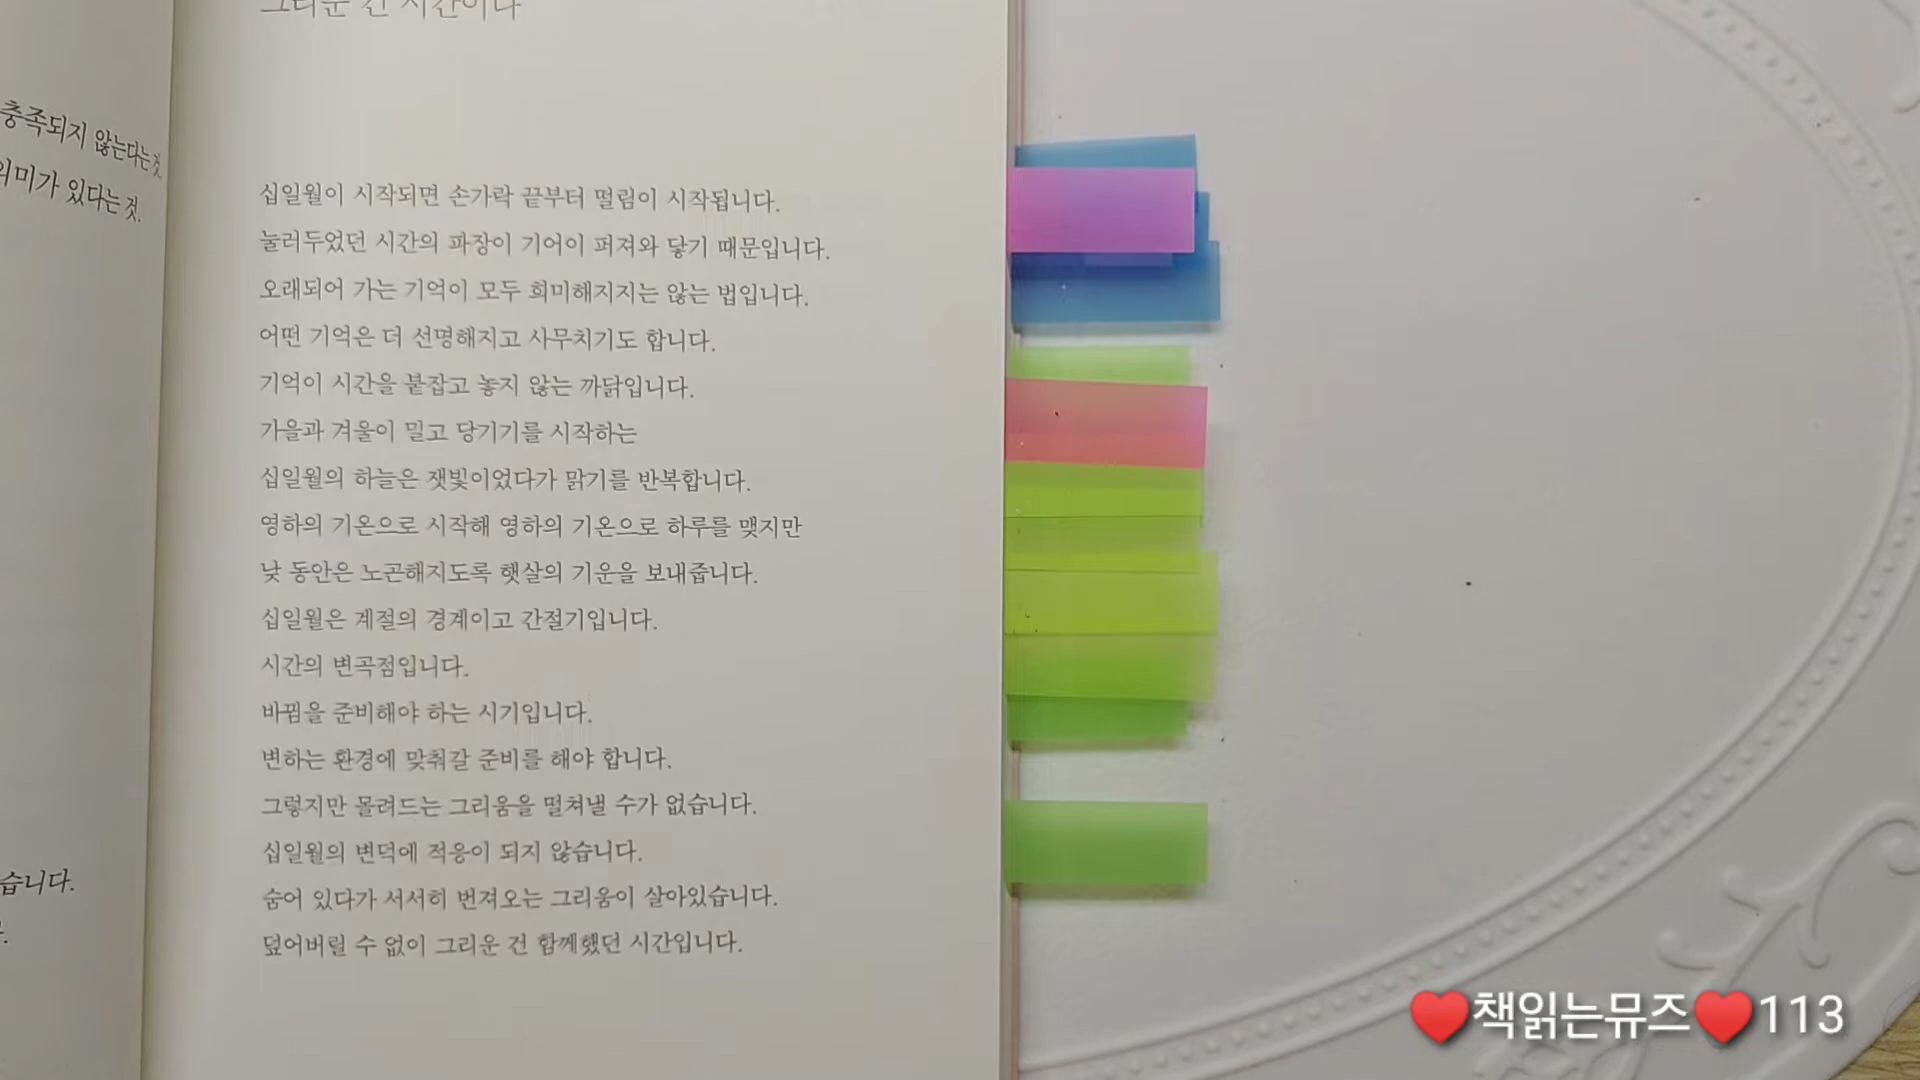 충족되지 않는다는 것.
의미가 있다는 것.
습니다.
그리운 건 시간이다
십일월이 시작되면 손가락 끝부터 떨림이 시작됩니다.
눌러두었던 시간의 파장이 기어이 퍼져와 닿기 때문입니다.
오래되어 가는 기억이 모두 희미해지지는 않는 법입니다.
어떤 기억은 더 선명해지고 사무치기도 합니다.
기억이 시간을 붙잡고 놓지 않는 까닭입니다.
가을과 겨울이 밀고 당기기를 시작하는
십일월의 하늘은 잿빛이었다가 맑기를 반복합니다.
영하의 기온으로 시작해 영하의 기온으로 하루를 맺지만
낮 동안은 노곤해지도록 햇살의 기운을 보내줍니다.
십일월은 계절의 경계이고 간절기입니다.
시간의 변곡점입니다.
바뀜을 준비해야 하는 시기입니다.
변하는 환경에 맞춰갈 준비를 해야 합니다.
그렇지만 몰려드는 그리움을 떨쳐낼 수가 없습니다.
십일월의 변덕에 적응이 되지 않습니다.
숨어 있다가 서서히 번져오는 그리움이 살아있습니다.
덮어버릴 수 없이 그리운 건 함께했던 시간입니다.
❤책읽는뮤즈❤113